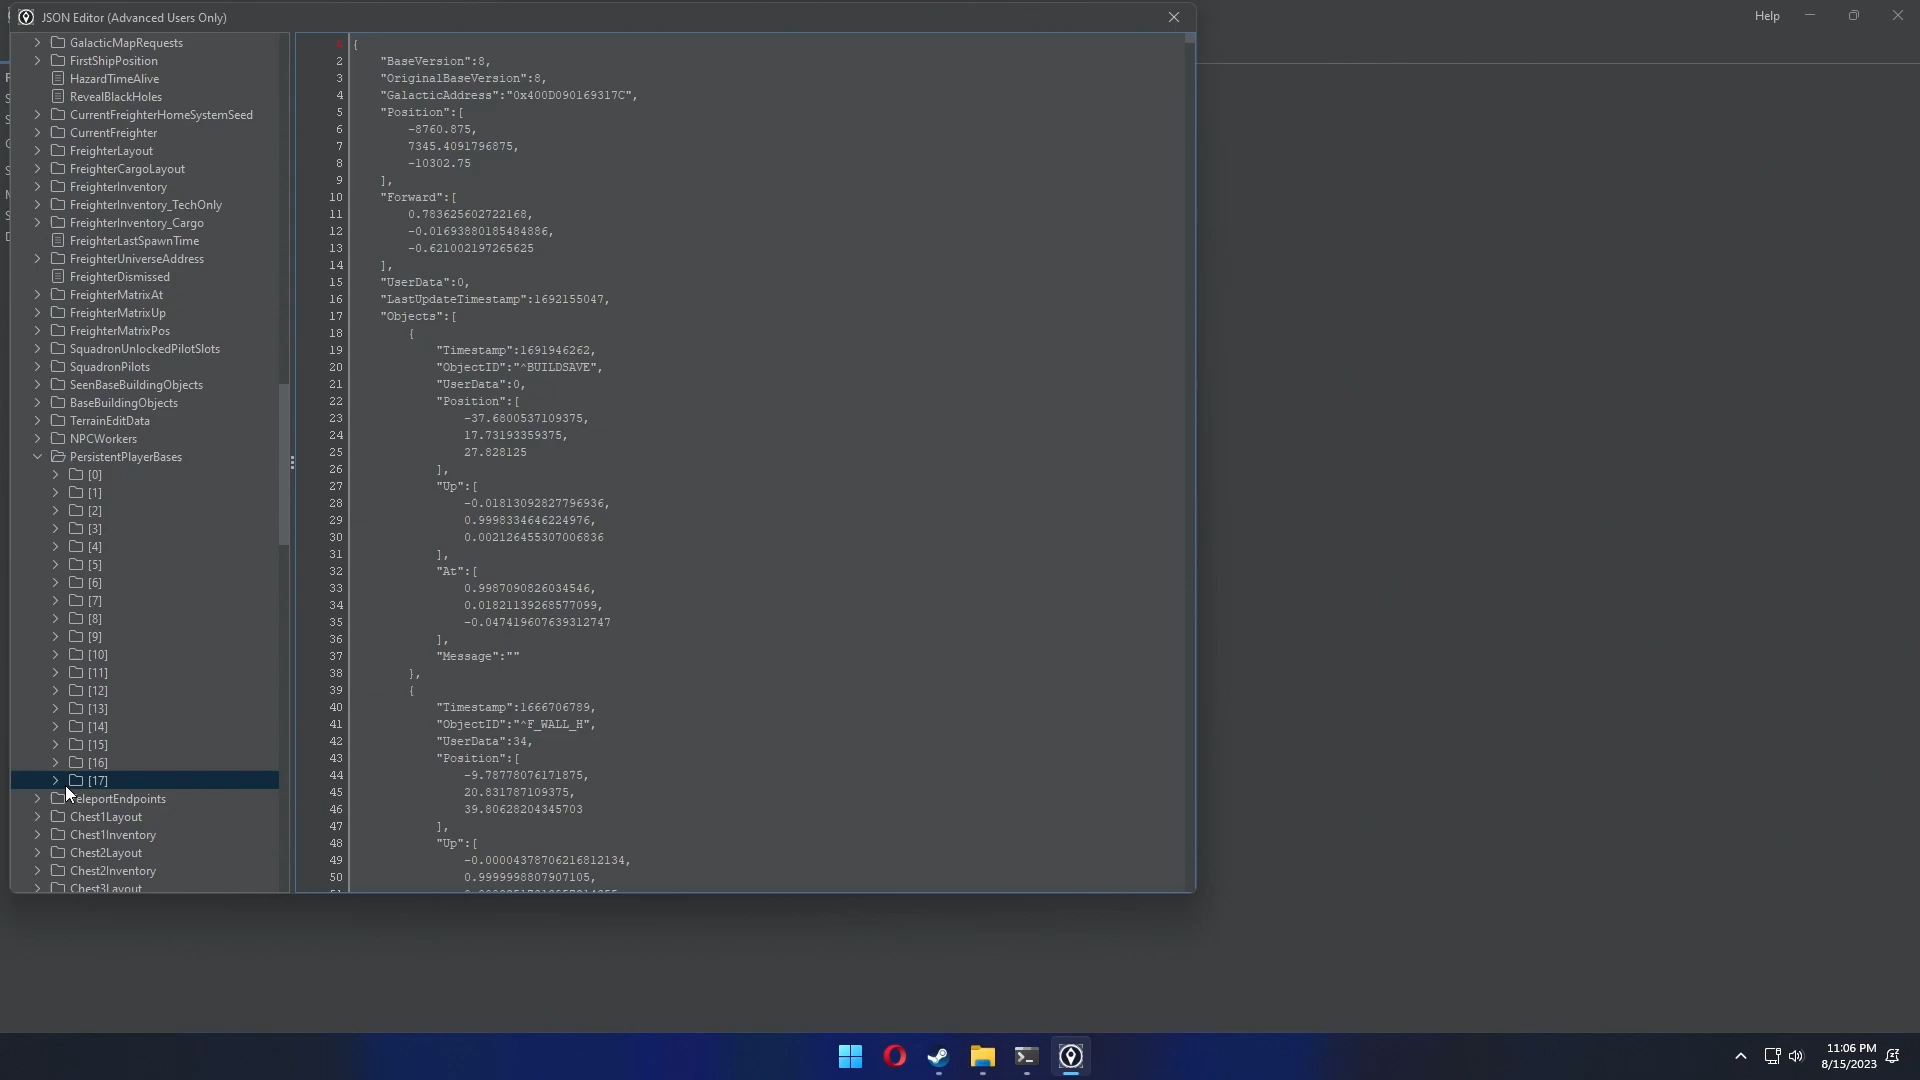 JSON Editor (Advanced Users Only)
Help
GalacticMapRequests
FirstShipPosition
HazardTimeAlive
RevealBlackHoles
CurrentFreighterHomeSystemSeed
CurrentFreighter
FreighterLayout
FreighterCargoLayout
FreighterInventory
FreighterInventory_TechOnly
FreighterInventory_Cargo
FreighterLastSpawnTime
FreighterUniverseAddress
FreighterDismissed
FreighterMatrixAt
FreighterMatrixUp
FreighterMatrixPos
SquadronUnlockedPilotSlots
SquadronPilots
SeenBaseBuildingObjects
BaseBuildingObjects
TerrainEditData
NPCWorkers
PersistentPlayerBases
[0]
[1]
[2]
[3]
[4]
[5]
[6]
[7]
[8]
[9]
[10]
[11]
[12]
[13]
[14]
[15]
[16]
[17]
eleportEndpoints
Chest1Layout
Chest1Inventory
Chest2Layout
Chest2Inventory
Chest3Layout
{
2 "BaseVersion":8,
3 "OriginalBaseVersion":8,
4 "GalacticAddress":"0x400D090169317C",
5 "Position":[
6 -8760.875,
7 7345.4091796875,
8 -10302.75
9 ],
10 "Forward":[
11 0.783625602722168,
12 -0.01693880185484886,
13 -0.621002197265625
14 ],
15 "UserData":0,
16 "LastUpdateTimestamp":1692155047,
17 "Objects":[
18 {
19 "Timestamp":1691946262,
20 "ObjectID":"^BUILDSAVE",
21 "UserData":0,
22 "Position":[
23 -37.6800537109375,
24 17.73193359375,
25 27.828125
26 ],
27 "Up":[
28 -0.01813092827796936,
29 0.9998334646224976,
30 0.002126455307006836
31 ],
32 "At":[
33 0.9987090826034546,
34 0.01821139268577099,
35 -0.047419607639312747
36 ],
37 "Message":""
38 },
39 {
40 "Timestamp":1666706789,
41 "ObjectID":"^F_WALL_H",
42 "UserData":34,
43 "Position":[
44 -9.78778076171875,
45 20.831787109375,
46 39.80628204345703
47 ],
48 "Up":[
49 -0.00004378706216812134,
50 0.9999998807907105,
11:06 PM
8/15/2023